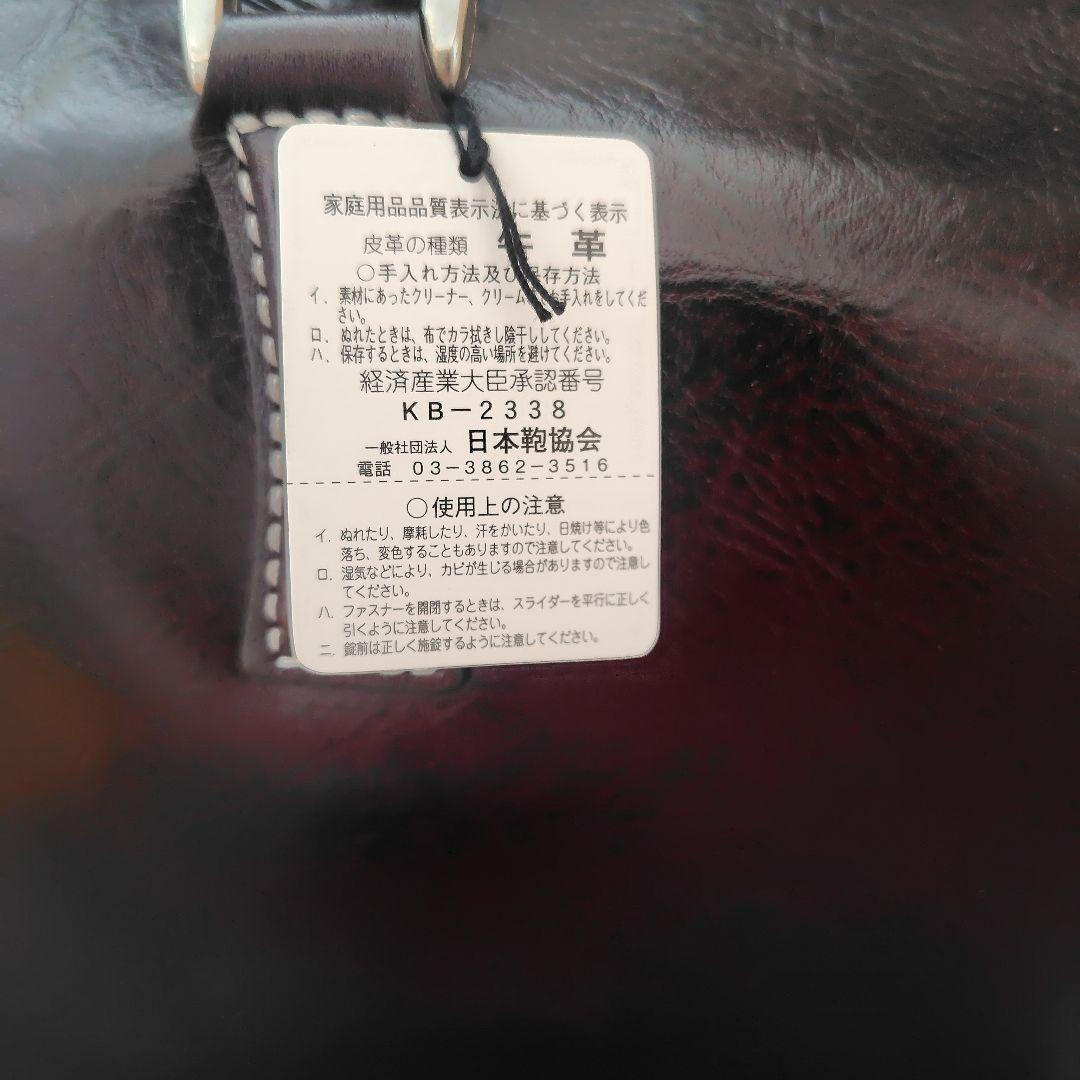 家庭用品品質表示法に基づく表示
皮革の種類 牛革
○手入れ方法及び保存方法
イ. 素材にあったクリーナー、クリームでお手入れをしてくだ
さい。
ロ. ぬれたときは、布でカラ拭きし陰干ししてください。
ハ. 保存するときは、湿度の高い場所を避けてください。
経済産業大臣承認番号
KB－2338
一般社団法人 日本鞄協会
電話 03－3862－3516
○使用上の注意
イ. ぬれたり、摩耗したり、汗をかいたり、日焼け等により色
落ち、変色することもありますので注意してください。
ロ. 湿気などにより、カビが生じる場合がありますので注意し
てください。
ハ. ファスナーを開閉するときは、スライダーを平行に正しく
引くように注意してください。
ニ. 錠前は正しく施錠するように注意してください。